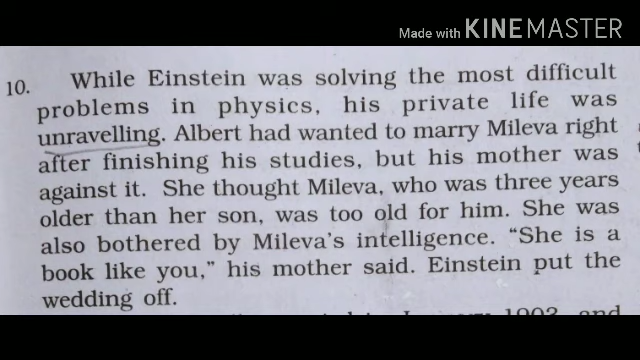 Made with KINEMASTER
10. While Einstein was solving the most difficult
problems in physics, his private life was
unravelling. Albert had wanted to marry Mileva right
after finishing his studies, but his mother was
against it. She thought Mileva, who was three years
older than her son, was too old for him. She was
also bothered by Mileva's intelligence. “She is a
book like you,” his mother said. Einstein put the
wedding off.
1902, and